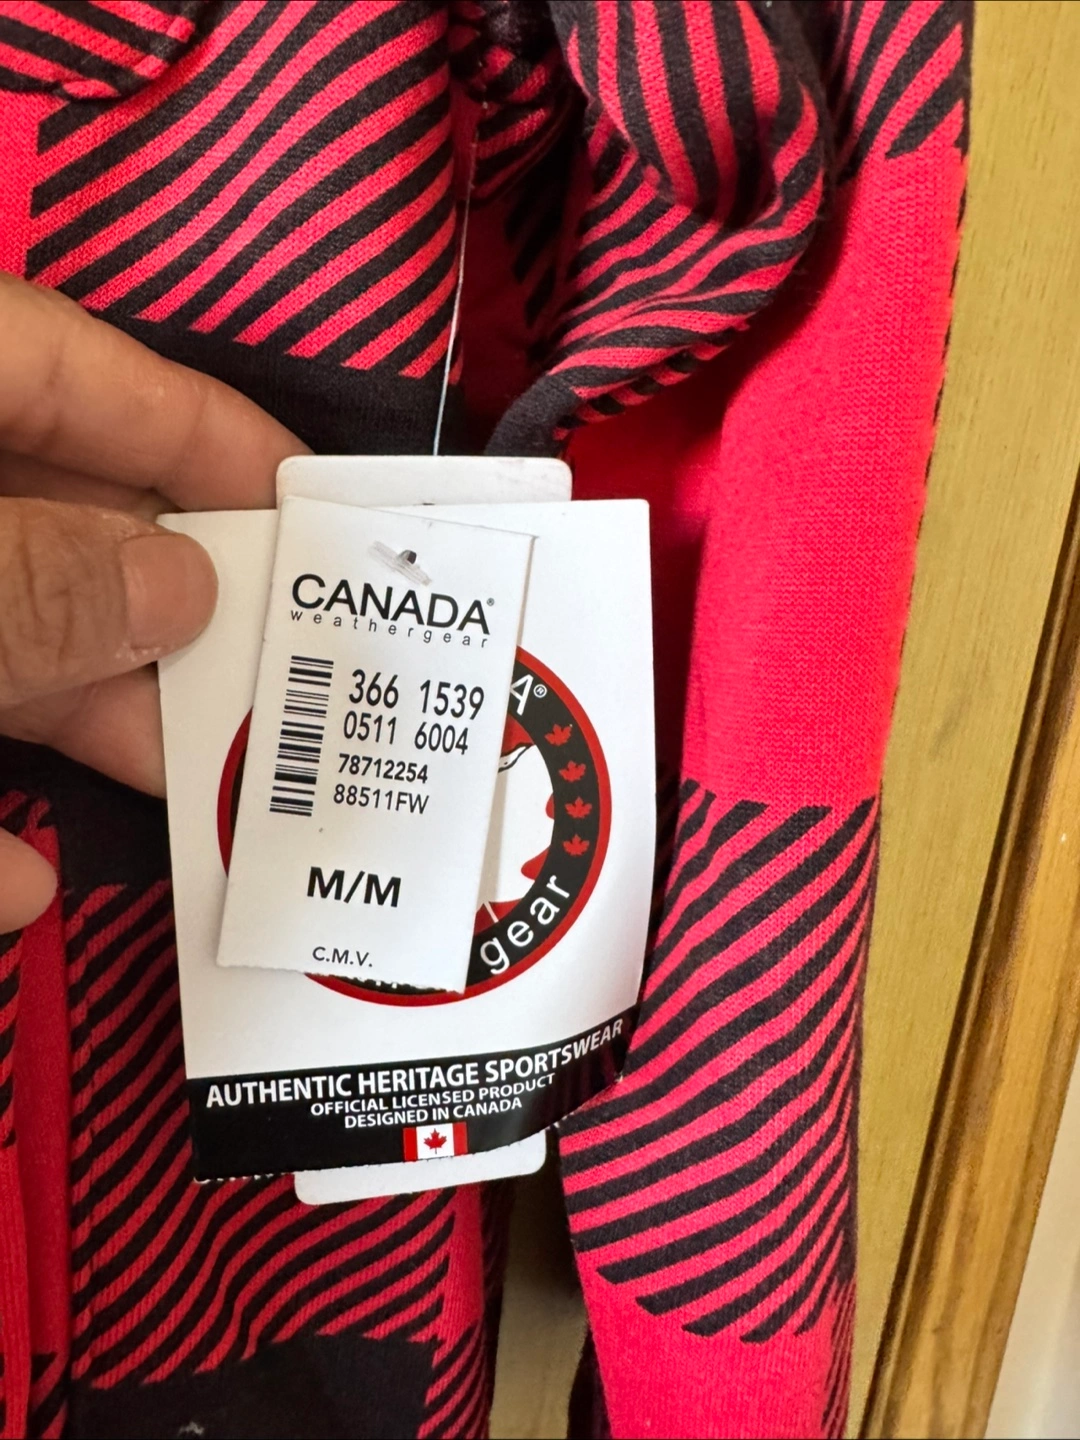 CANADA®
weathergear
366 1539
0511 6004
78712254
88511FW
M/M
C.M.V.
A®
gear
AUTHENTIC HERITAGE SPORTSWEAR
OFFICIAL LICENSED PRODUCT
DESIGNED IN CANADA